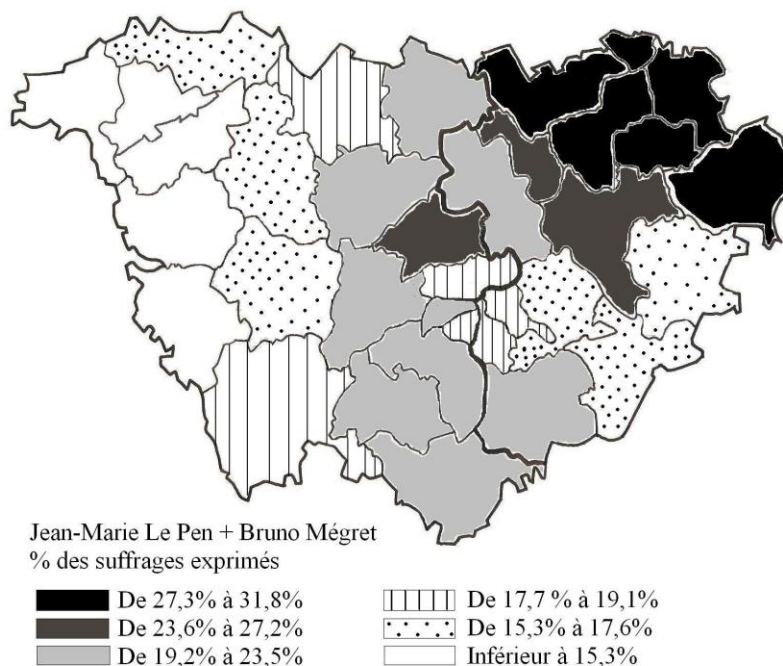 Jean-Marie Le Pen + Bruno Mégret
% des suffrages exprimés
De 27,3% à 31,8%
De 23,6% à 27,2%
De 19,2% à 23,5%
De 17,7 % à 19,1%
De 15,3% à 17,6%
Inférieur à 15,3%